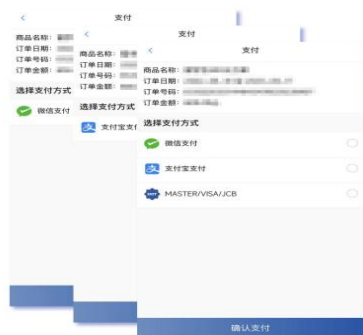 支付
商品名称：
订单日期：
订单号码：
订单金额：
选择支付方式
微信支付
支付
商品名称：
订单日期：
订单号码：
订单金额：
选择支付方式
支付宝支付
支付
商品名称：
订单日期：
订单号码：
订单金额：
选择支付方式
微信支付
支付宝支付
MASTER/VISA/JCB
确认支付